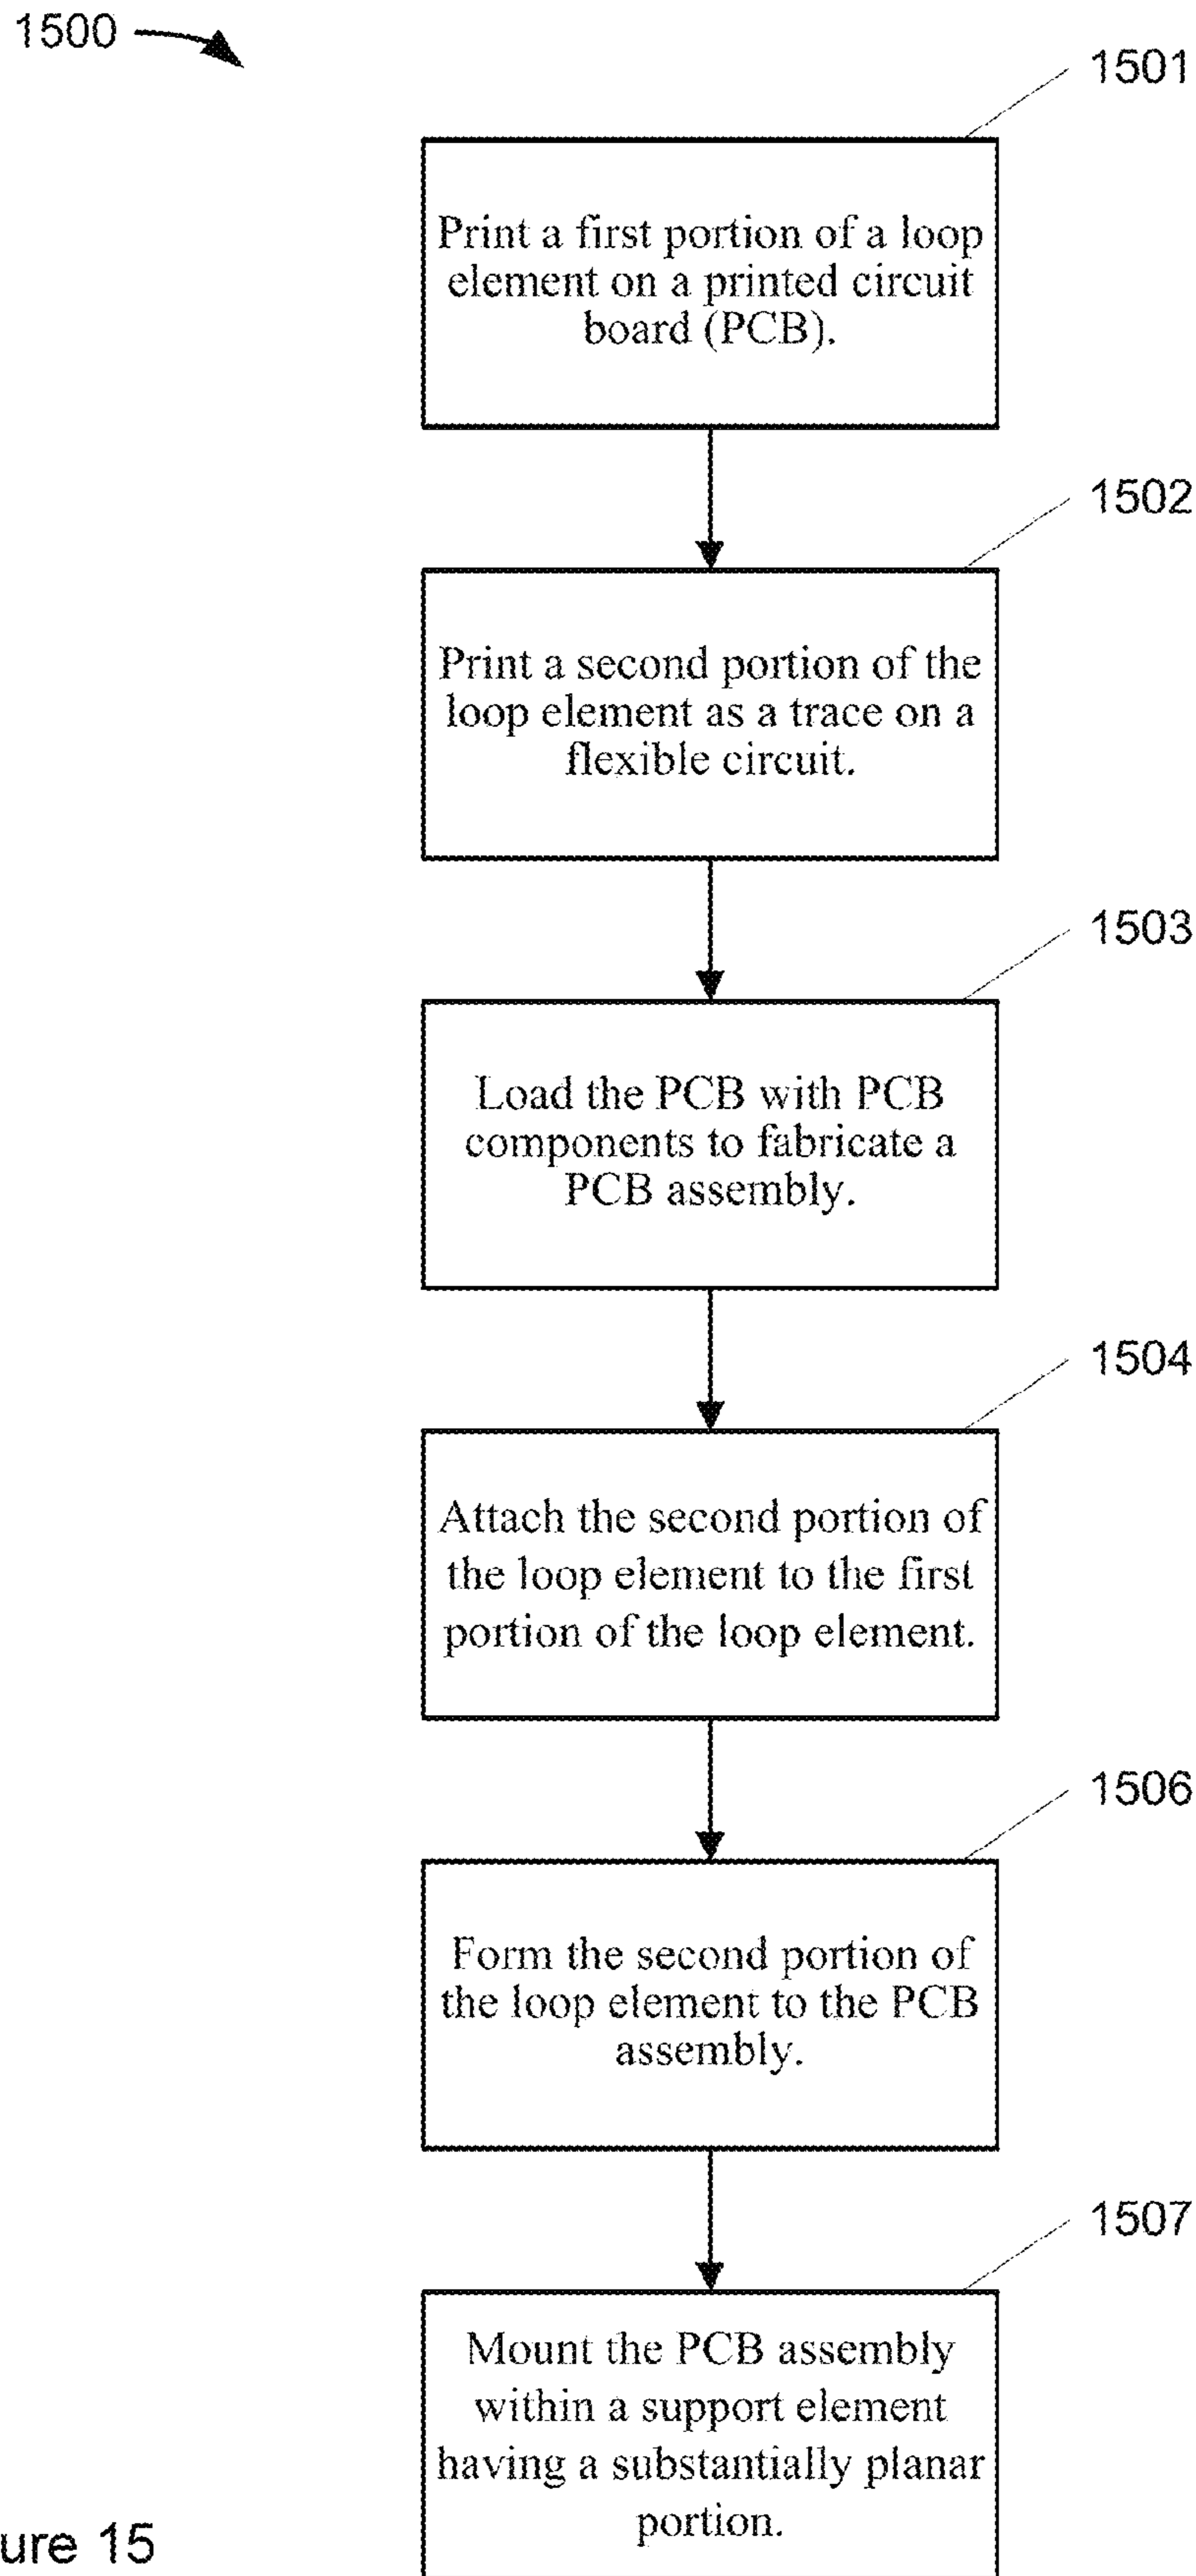 1500
1501
Print a first portion of a loop
element on a printed circuit
board (PCB).
1502
Print a second portion of the
loop element as a trace on a
flexible circuit.
1503
Load the PCB with PCB
components to fabricate a
PCB assembly.
1504
Attach the second portion of
the loop element to the first
portion of the loop element.
1506
Form the second portion of
the loop element to the PCB
assembly.
1507
Mount the PCB assembly
within a support element
having a substantially planar
portion.
ure 15